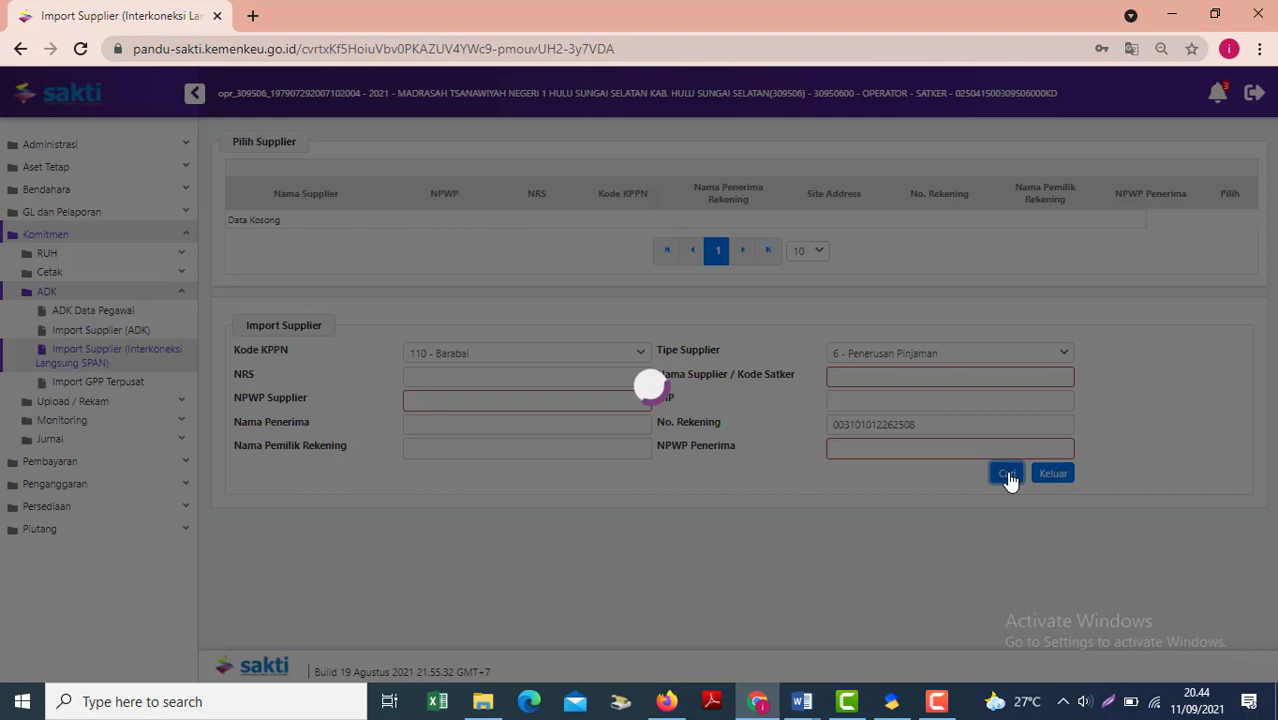 Import Supplier (Interkoneksi La
pandu-sakti.kemenkeu.go.id/cvrtxKf5HoiuVbv0PKAZUV4YWc9-pmouvUH2-3y7VDA
i
sakti
opr_309506_197907292007102004 - 2021 - MADRASAH TSANAWIYAH NEGERI 1 HULU SUNGAI SELATAN KAB. HULU SUNGAI SELATAN(309506) - 30950600 - OPERATOR - SATKER - 025041500309506000KD
3
Administrasi
Aset Tetap
Bendahara
GL dan Pelaporan
Komitmen
RUH
Cetak
ADK
ADK Data Pegawai
Import Supplier (ADK)
Import Supplier (Interkoneksi
Langsung SPAN)
Import GPP Terpusat
Upload / Rekam
Monitoring
Jurnal
Pembayaran
Penganggaran
Persediaan
Piutang
Pilih Supplier
Nama Supplier NPWP NRS Kode KPPN Nama Penerima Rekening Site Address No. Rekening Nama Pemilik Rekening NPWP Penerima Pilih
Data Kosong
1 10
Import Supplier
Kode KPPN 110 - Barabai Tipe Supplier 6 - Penerusan Pinjaman
NRS Nama Supplier / Kode Satker
NPWP Supplier
Nama Penerima No. Rekening 003101012262508
Nama Pemilik Rekening NPWP Penerima
Cari Keluar
Activate Windows
Go to Settings to activate Windows.
sakti | Build 19 Agustus 2021 21.55.32 GMT+7
Type here to search
27°C
20.44
11/09/2021